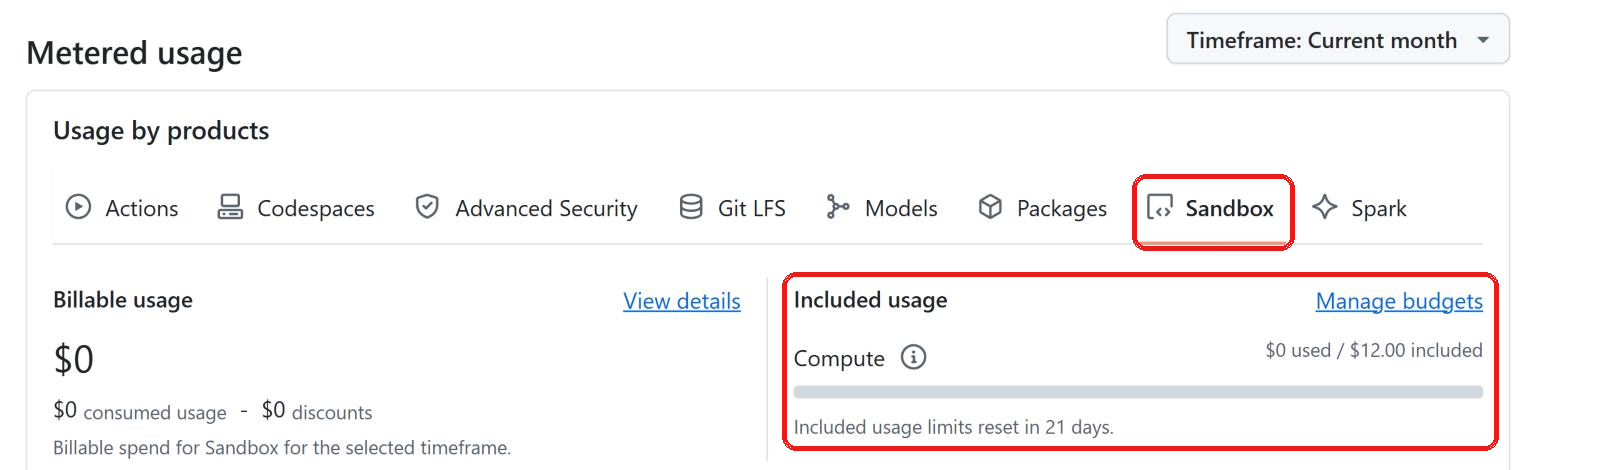 Metered usage
Timeframe: Current month
Usage by products
Actions Codespaces Advanced Security Git LFS Models Packages Sandbox Spark
Billable usage View details
$0
$0 consumed usage - $0 discounts
Billable spend for Sandbox for the selected timeframe.
Included usage Manage budgets
Compute $0 used / $12.00 included
Included usage limits reset in 21 days.